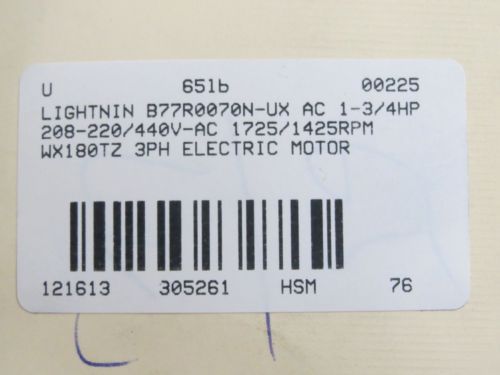 U 65lb 00225
LIGHTNIN B77R0070N-UX AC 1-3/4HP
208-220/440V-AC 1725/1425RPM
WX180TZ 3PH ELECTRIC MOTOR
121613 305261 HSM 76